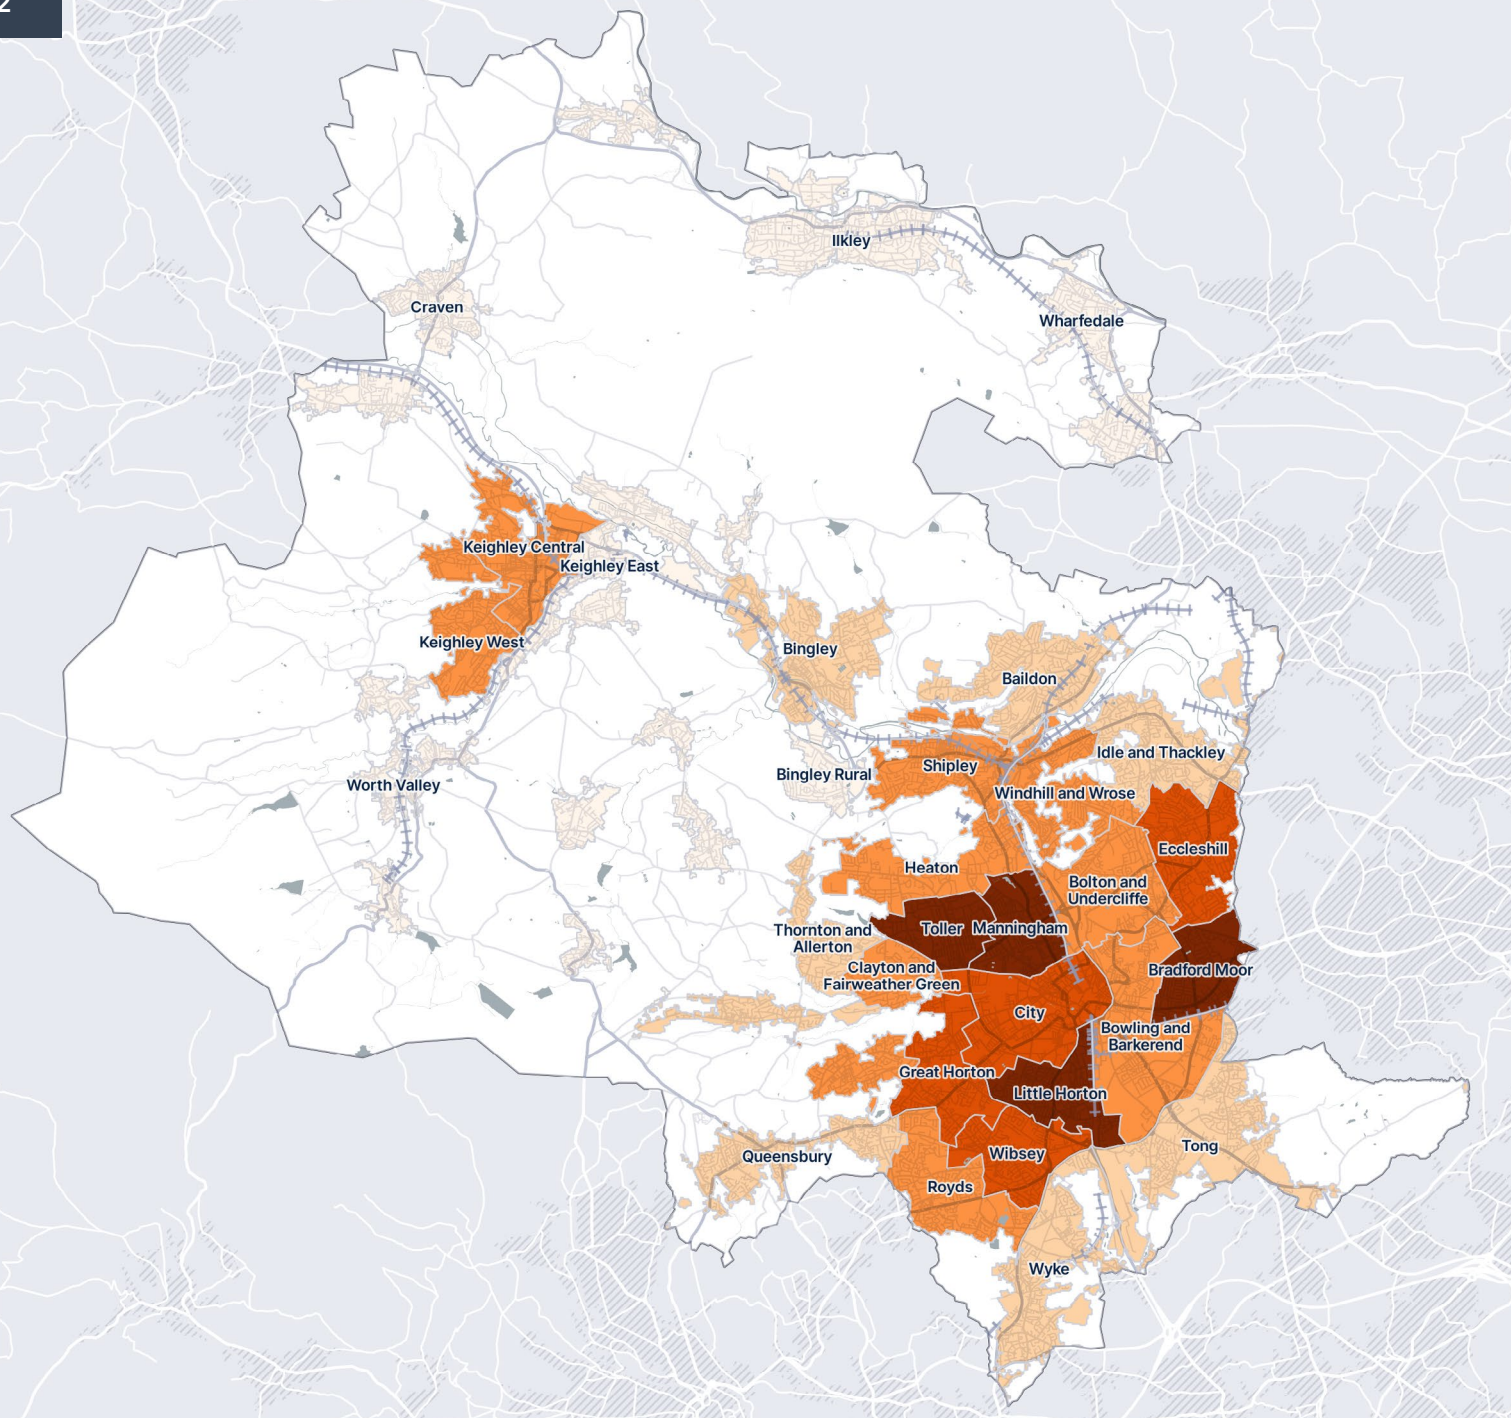 2
Ilkley
Craven
Wharfedale
Keighley Central
Keighley East
Keighley West
Bingley
Baildon
Idle and Thackley
Shipley
Bingley Rural
Worth Valley
Windhill and Wrose
Eccleshill
Heaton
Bolton and
Undercliffe
Toller
Manningham
Thornton and
Allerton
Clayton and
Fairweather Green
Bradford Moor
City
Bowling and
Barkerend
Great Horton
Little Horton
Tong
Wibsey
Queensbury
Royds
Wyke